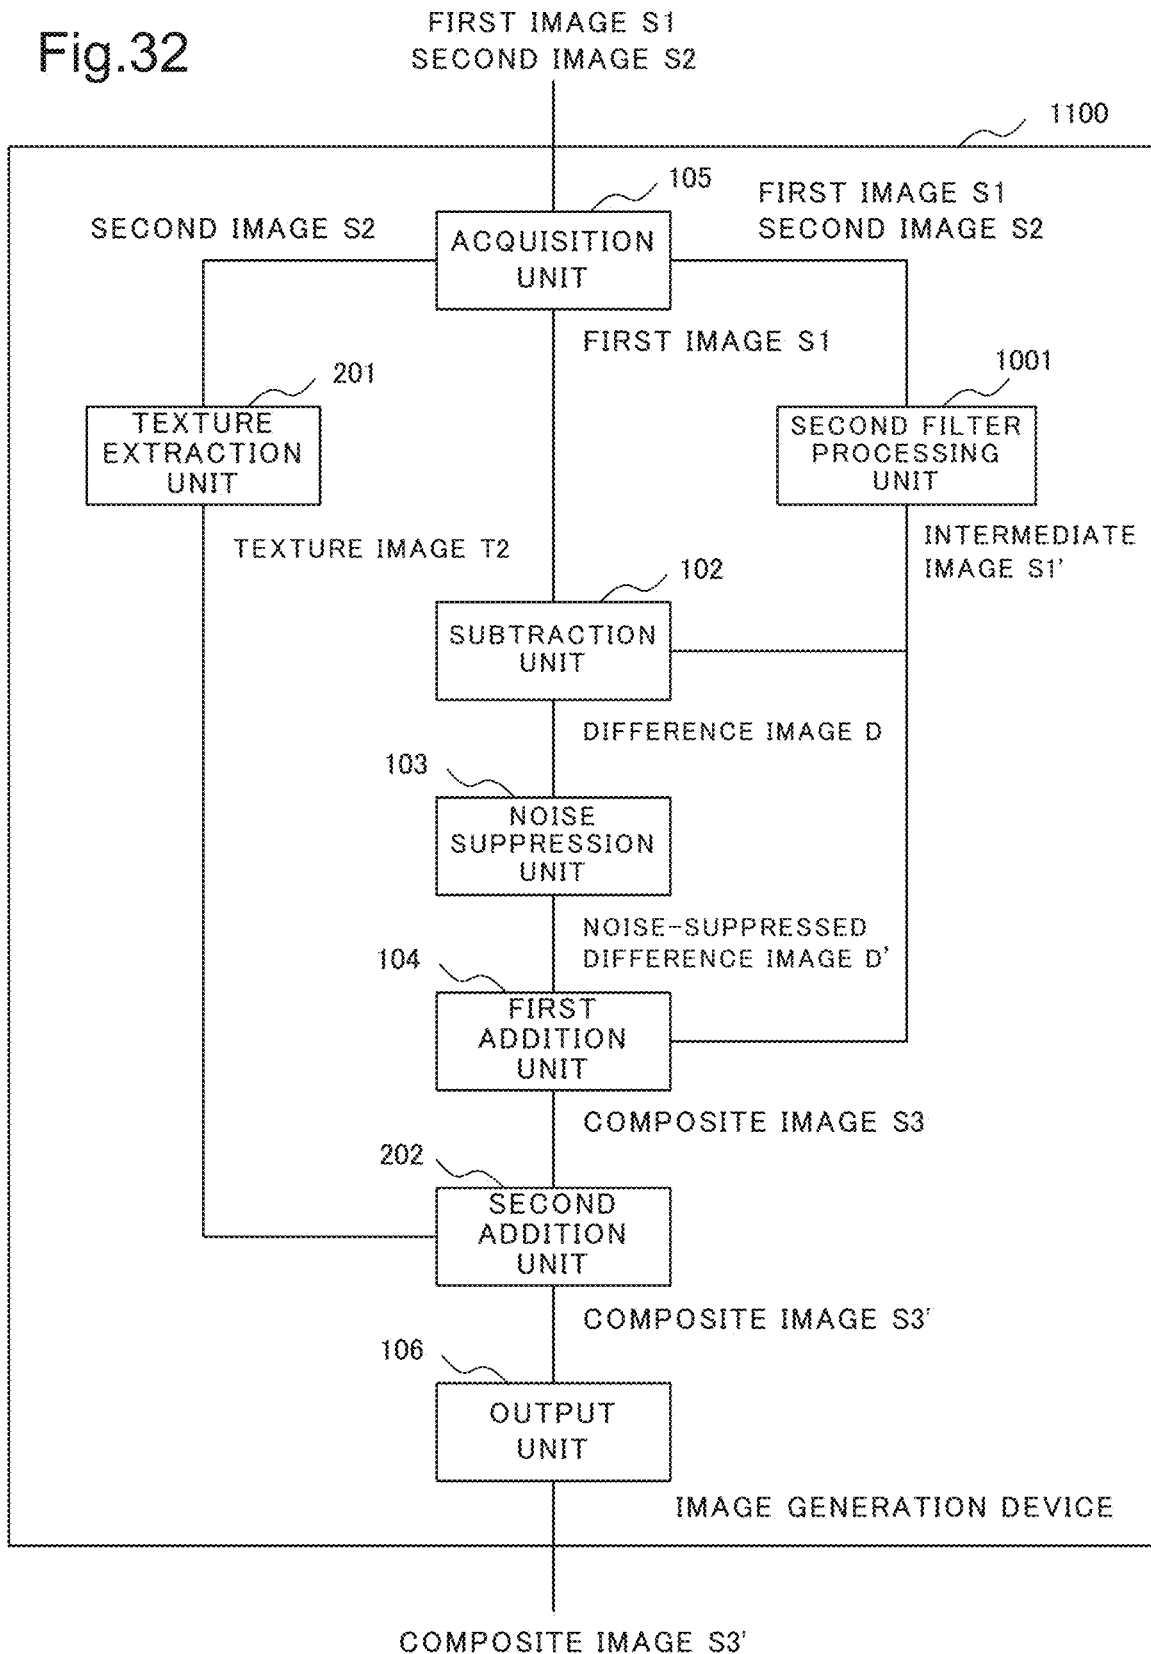 Fig.32
FIRST IMAGE S1
SECOND IMAGE S2
1100
105
FIRST IMAGE S1
SECOND IMAGE S2
SECOND IMAGE S2
ACQUISITION
UNIT
FIRST IMAGE S1
201
1001
TEXTURE
EXTRACTION
UNIT
SECOND FILTER
PROCESSING
UNIT
TEXTURE IMAGE T2
INTERMEDIATE
IMAGE S1'
102
SUBTRACTION
UNIT
DIFFERENCE IMAGE D
103
NOISE
SUPPRESSION
UNIT
NOISE-SUPPRESSED
DIFFERENCE IMAGE D'
104
FIRST
ADDITION
UNIT
COMPOSITE IMAGE S3
202
SECOND
ADDITION
UNIT
COMPOSITE IMAGE S3'
106
OUTPUT
UNIT
IMAGE GENERATION DEVICE
COMPOSITE IMAGE S3'